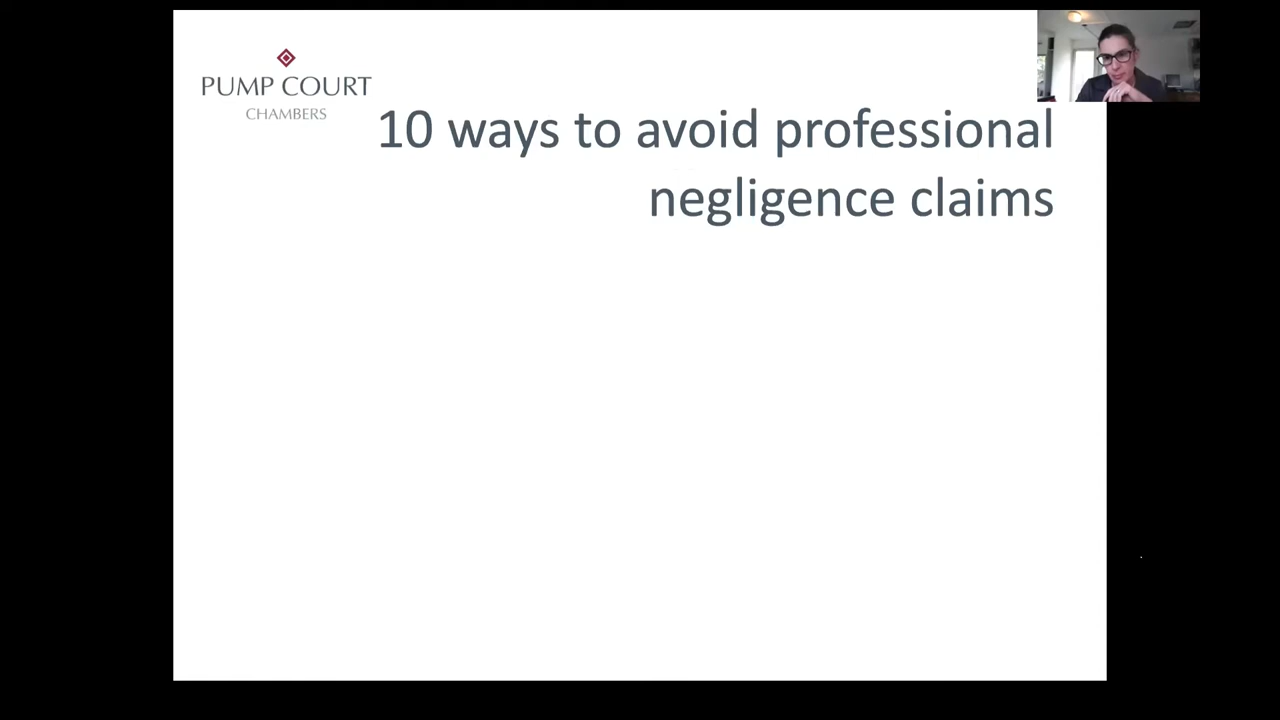 PUMP COURT
CHAMBERS
10 ways to avoid professional
negligence claims